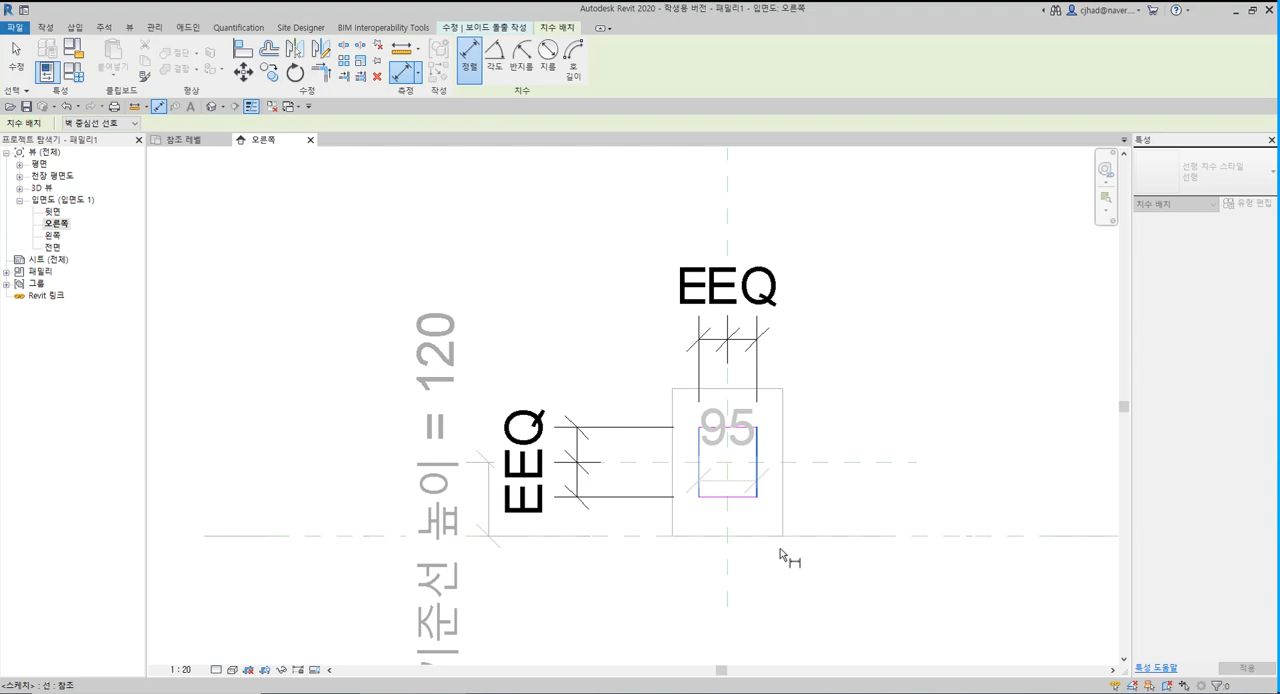 Autodesk Revit 2020 - 학생용 버전 - 패밀리1 - 입면도: 오른쪽
cjhad@naver....
파일 작성 삽입 주석 뷰 관리 애드인 Quantification Site Designer BIM Interoperability Tools 수정 | 보이드 돌출 작성 치수 배치
수정
붙여넣기
절단
결합
정렬 각도 반지름 지름 호 길이
선택 특성 클립보드 형상 수정 측정 작성 치수
치수 배치 벽 중심선 선호
프로젝트 탐색기 - 패밀리1
참조 레벨
오른쪽
특성
뷰 (전체)
평면
천장 평면도
3D 뷰
입면도 (입면도 1)
뒷면
오른쪽
왼쪽
전면
시트 (전체)
패밀리
그룹
Revit 링크
선형 치수 스타일
선형
치수 배치
유형 편집
EEQ
EEQ
95
기준선 높이 = 120
1 : 20
특성 도움말
적용
<스케치> : 선 : 참조
:0